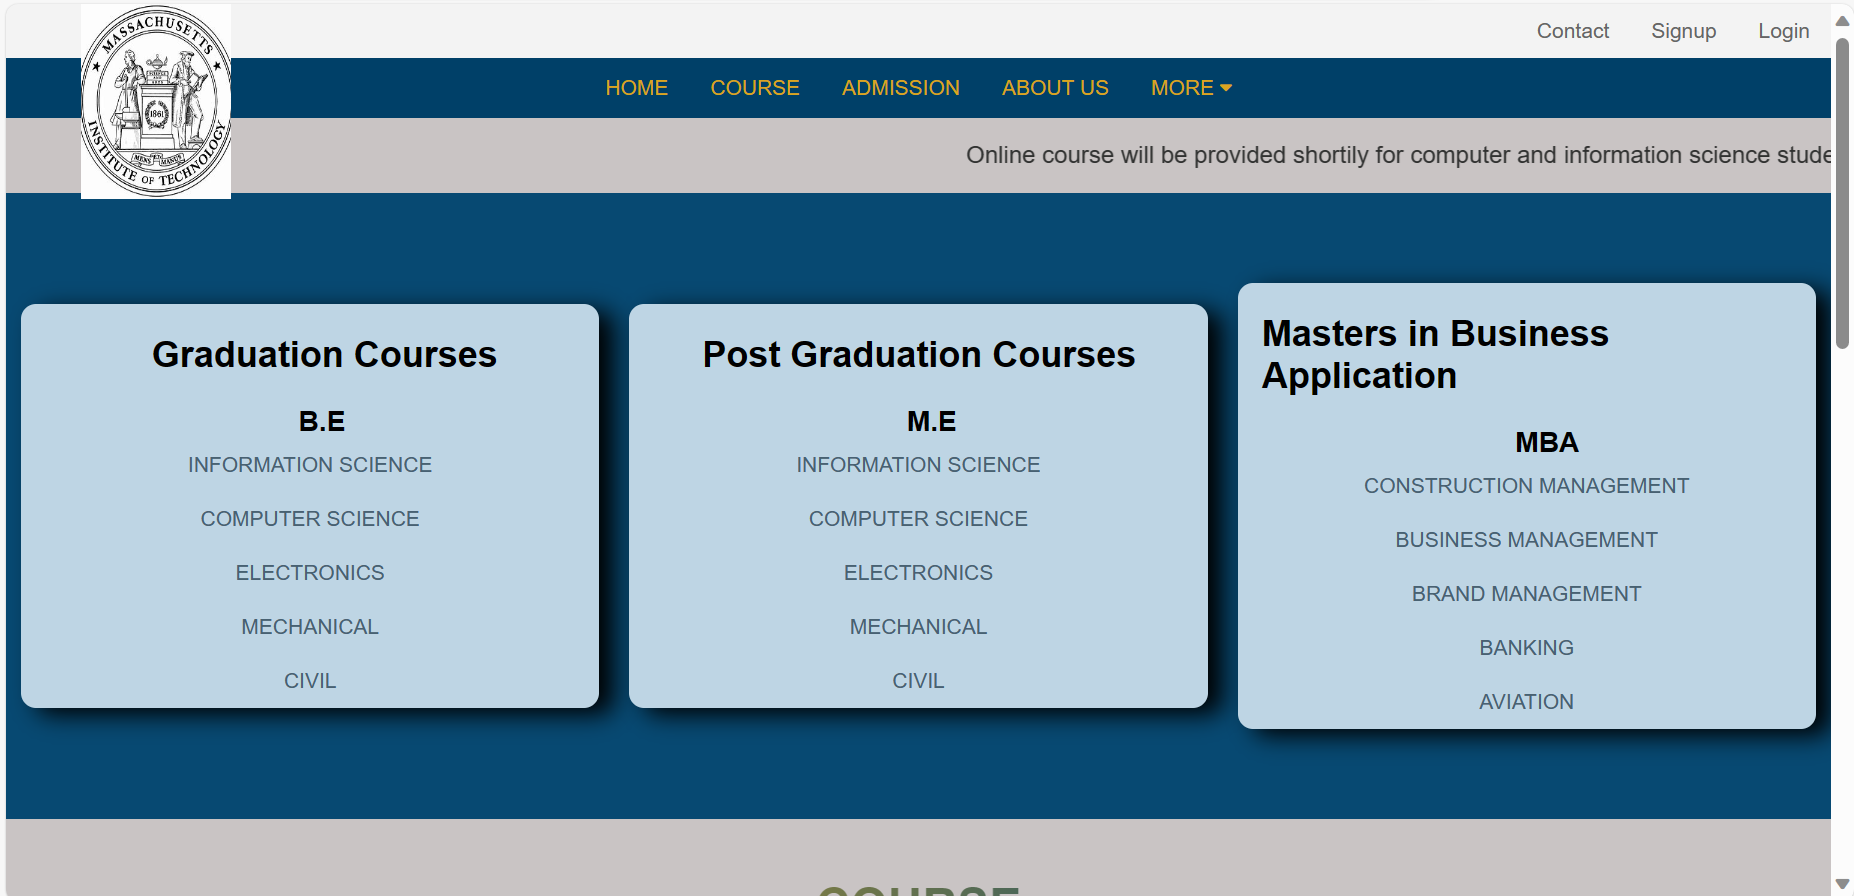 Contact Signup Login
MASSACHUSETTS
INSTITUTE OF TECHNOLOGY
1861
MENS ET MANUS
HOME COURSE ADMISSION ABOUT US MORE
Online course will be provided shortily for computer and information science stude
Graduation Courses
B.E
INFORMATION SCIENCE
COMPUTER SCIENCE
ELECTRONICS
MECHANICAL
CIVIL
Post Graduation Courses
M.E
INFORMATION SCIENCE
COMPUTER SCIENCE
ELECTRONICS
MECHANICAL
CIVIL
Masters in Business
Application
MBA
CONSTRUCTION MANAGEMENT
BUSINESS MANAGEMENT
BRAND MANAGEMENT
BANKING
AVIATION
COURSE